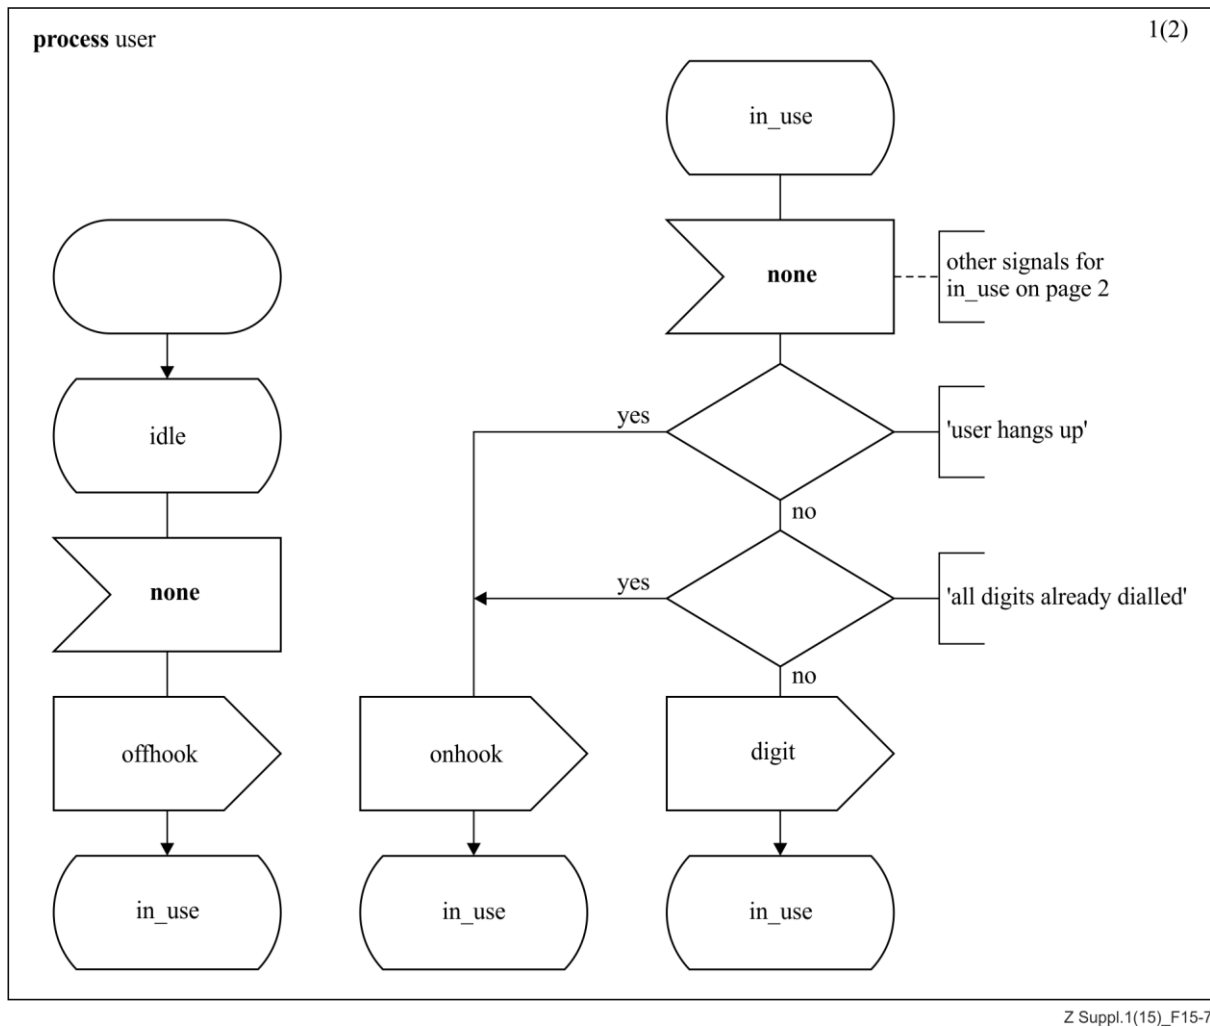 process user
1(2)
idle
none
offhook
in_use
in_use
none
other signals for
in_use on page 2
yes
'user hangs up'
no
yes
'all digits already dialled'
no
onhook
digit
in_use
in_use
Z Suppl.1(15)_F15-7